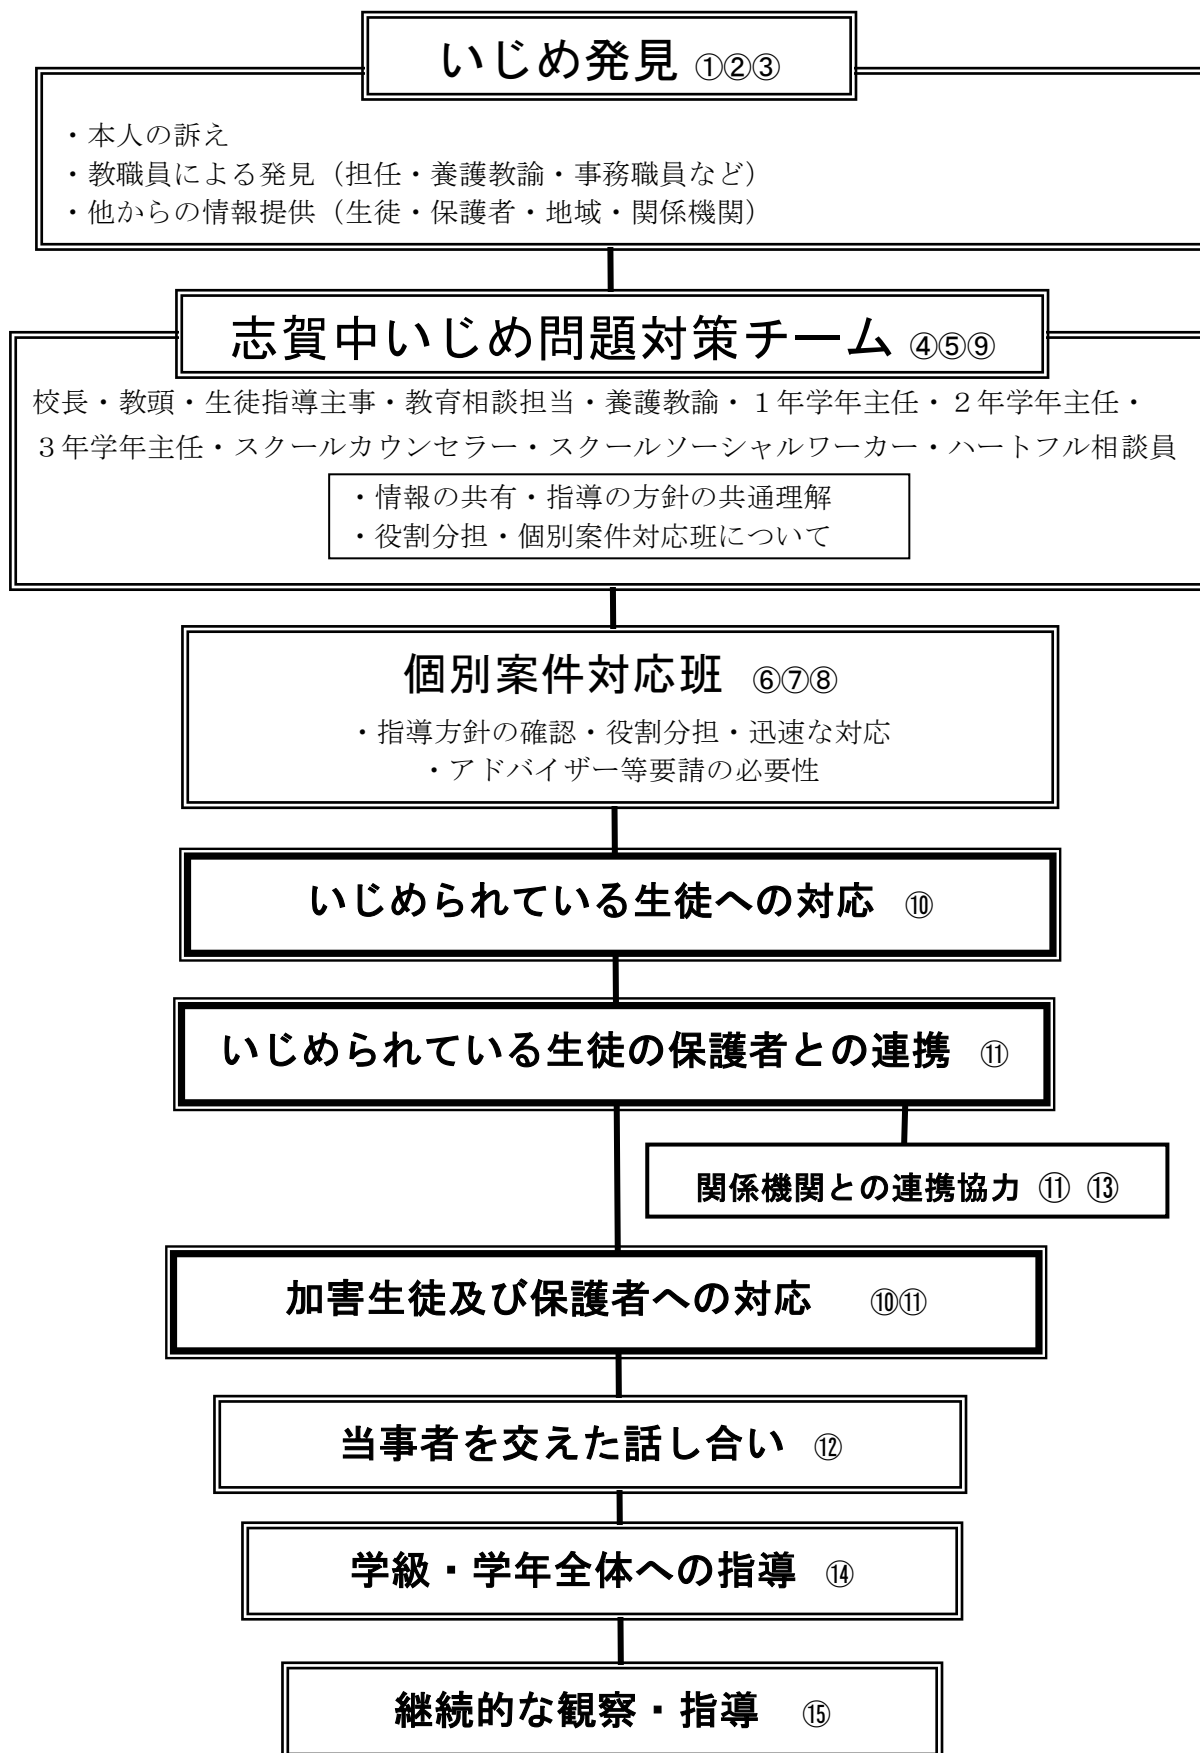 いじめ発見 ①②③
・本人の訴え
・教職員による発見（担任・養護教諭・事務職員など）
・他からの情報提供（生徒・保護者・地域・関係機関）
志賀中いじめ問題対策チーム ④⑤⑨
校長・教頭・生徒指導主事・教育相談担当・養護教諭・１年学年主任・２年学年主任・
３年学年主任・スクールカウンセラー・スクールソーシャルワーカー・ハートフル相談員
・情報の共有・指導の方針の共通理解
・役割分担・個別案件対応班について
個別案件対応班 ⑥⑦⑧
・指導方針の確認・役割分担・迅速な対応
・アドバイザー等要請の必要性
いじめられている生徒への対応 ⑩
いじめられている生徒の保護者との連携 ⑪
関係機関との連携協力 ⑪ ⑬
加害生徒及び保護者への対応 ⑩⑪
当事者を交えた話し合い ⑫
学級・学年全体への指導 ⑭
継続的な観察・指導 ⑮